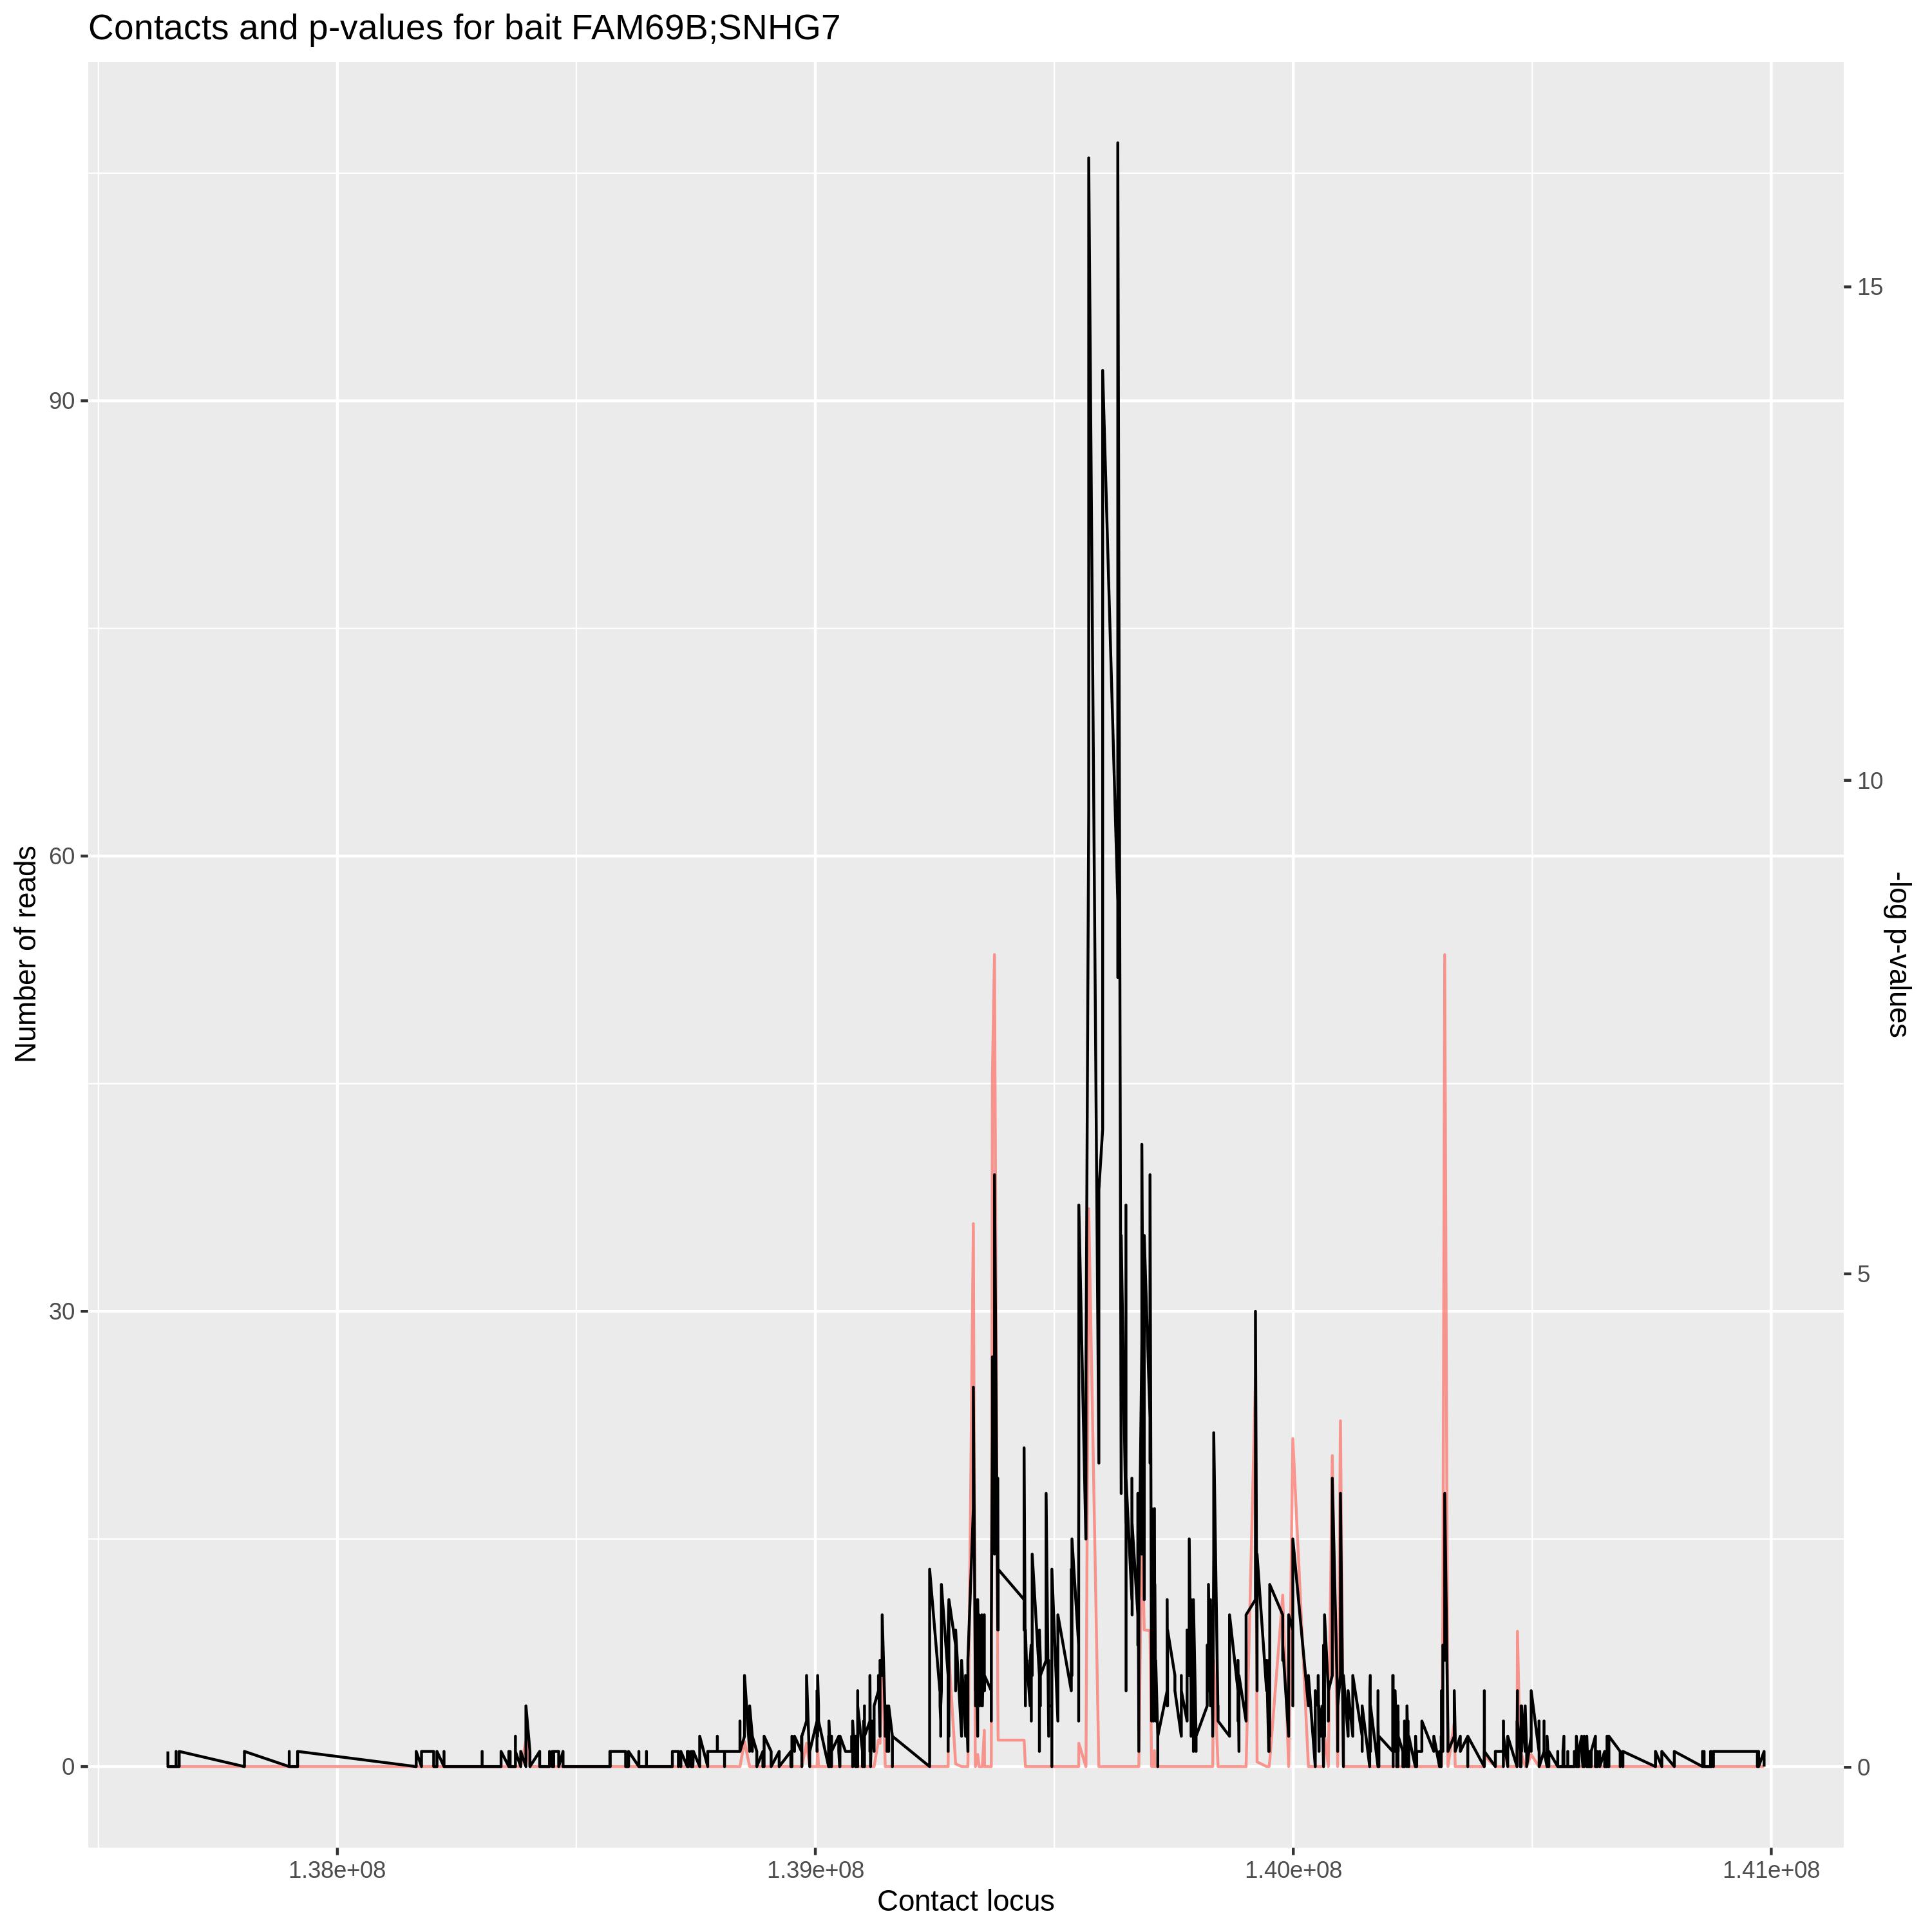 Contacts and p-values for bait FAM69B;SNHG7
Number of reads
90
60
30
0
15
10
5
0
-log p-values
1.38e+08
1.39e+08
1.40e+08
1.41e+08
Contact locus